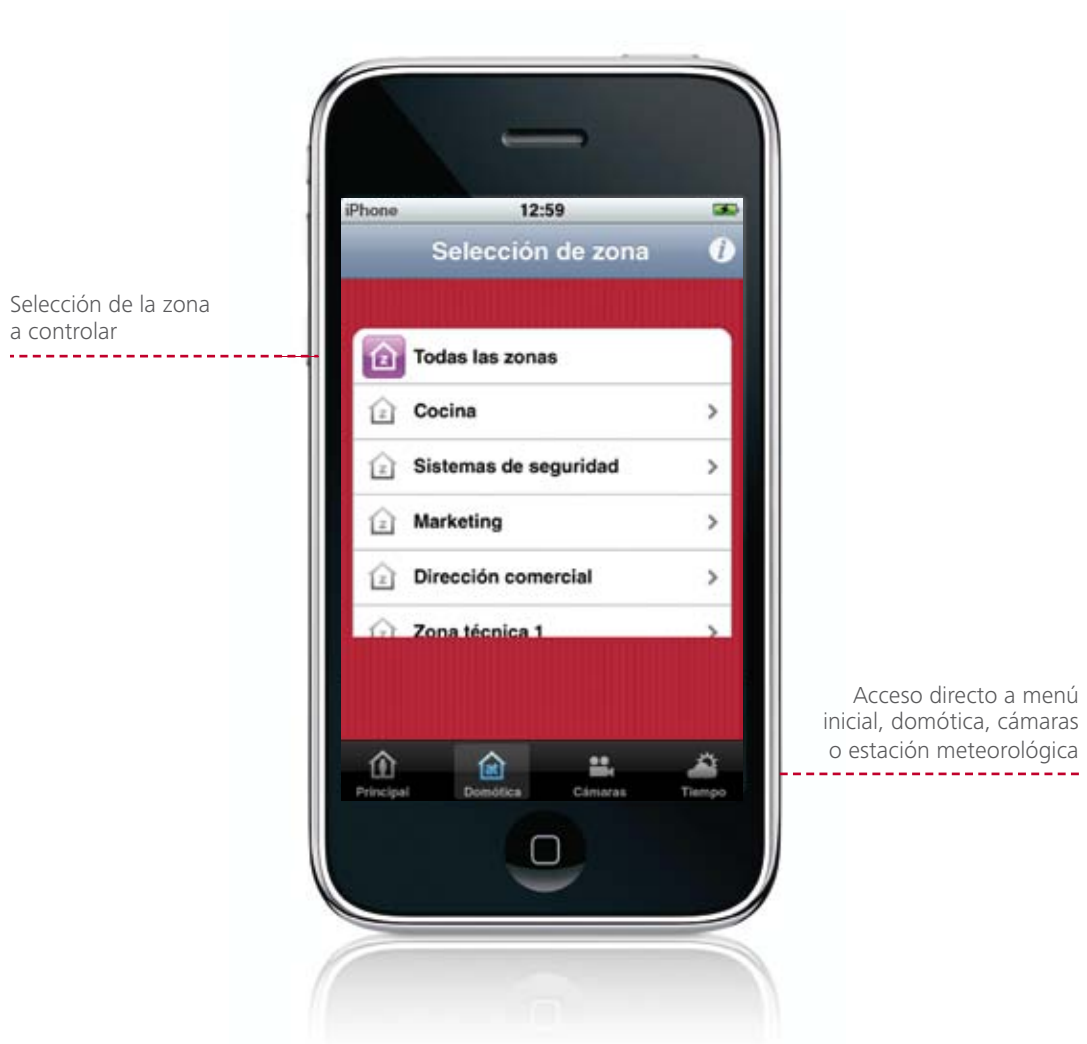 iPhone 12:59
Selección de zona
Selección de la zona
a controlar
Todas las zonas
Cocina
Sistemas de seguridad
Marketing
Dirección comercial
Zona técnica 1
Acceso directo a menú
inicial, domótica, cámaras
o estación meteorológica
Principal Domótica Cámaras Tiempo